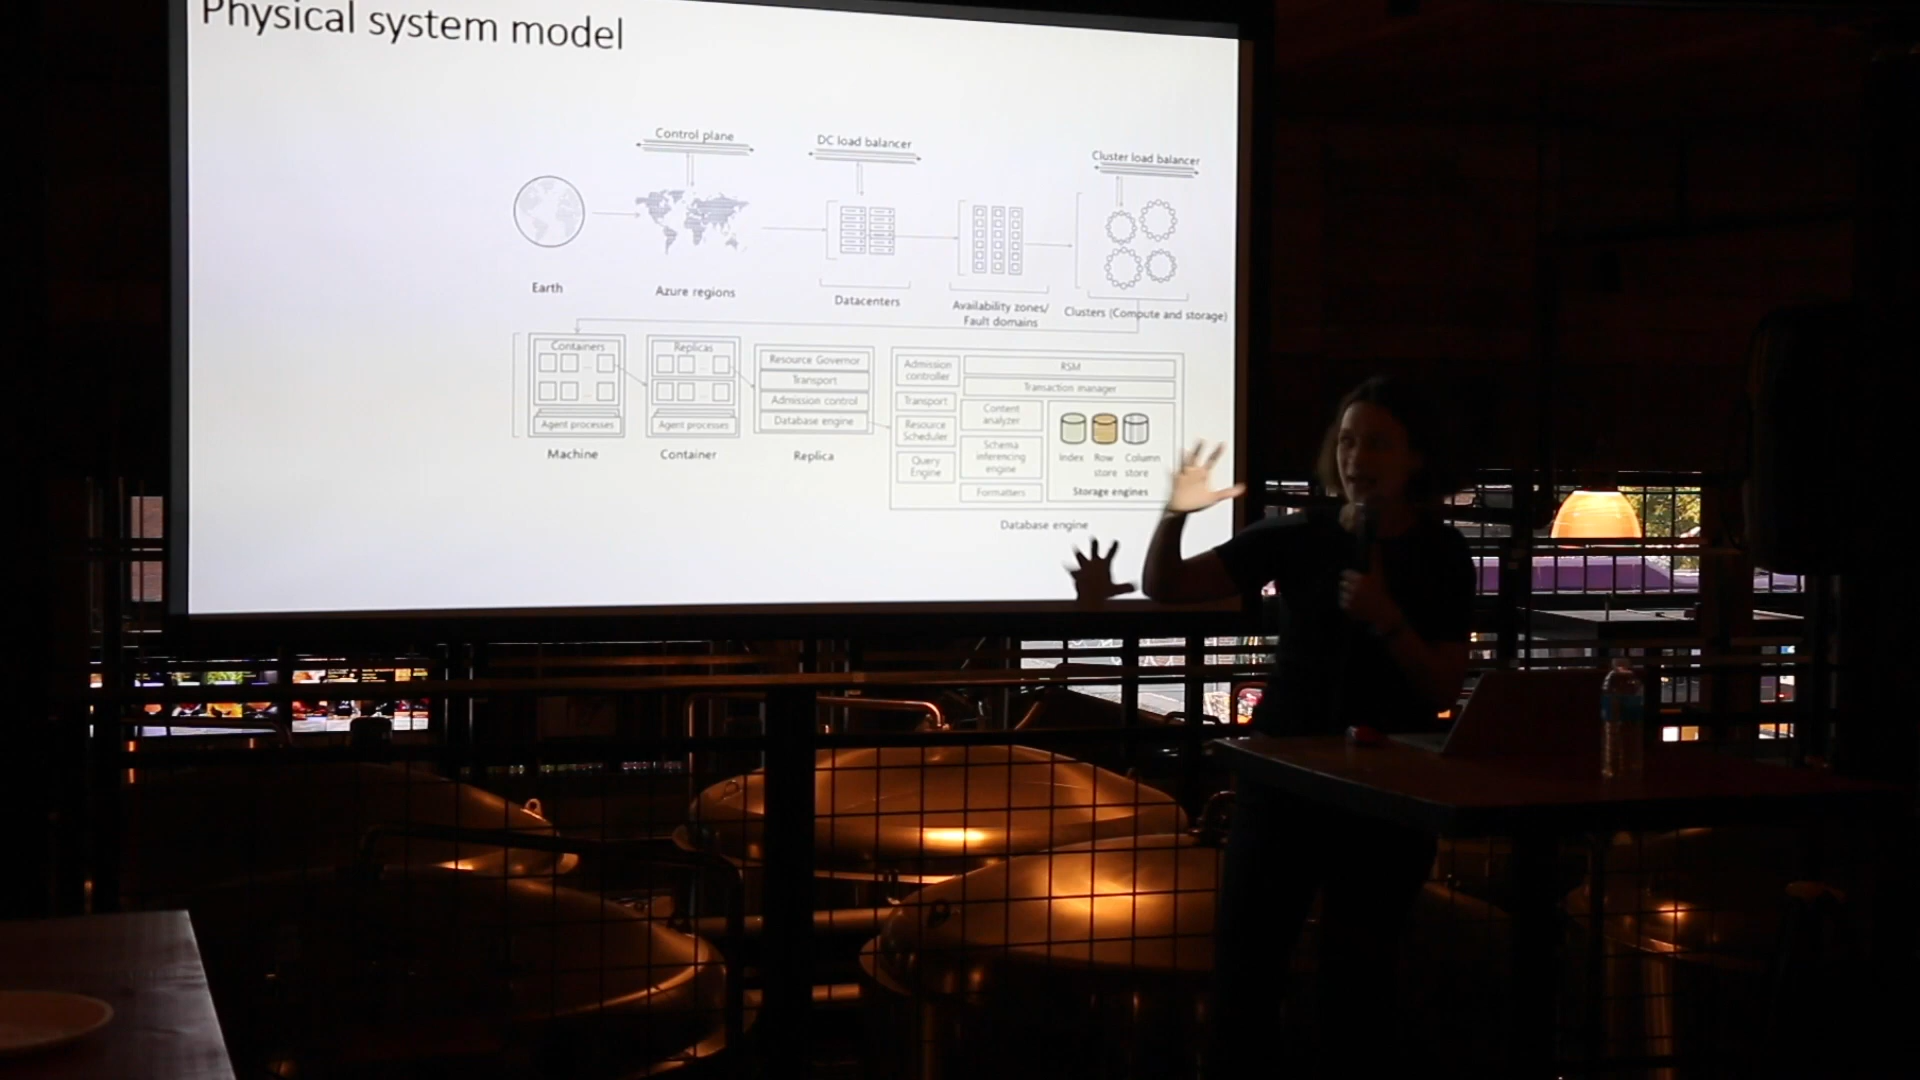 Physical system model
Control plane
DC load balancer
Cluster load balancer
Earth
Azure regions
Datacenters
Availability zones/
Fault domains
Clusters (Compute and storage)
Containers
Agent processes
Machine
Replicas
Agent processes
Container
Resource Governor
Transport
Admission control
Database engine
Replica
Admission
controller
Transport
Resource
Scheduler
Query
Engine
RSM
Transaction manager
Content
analyzer
Schema
inferencing
engine
Formatters
Index
Row
store
Column
store
Storage engines
Database engine